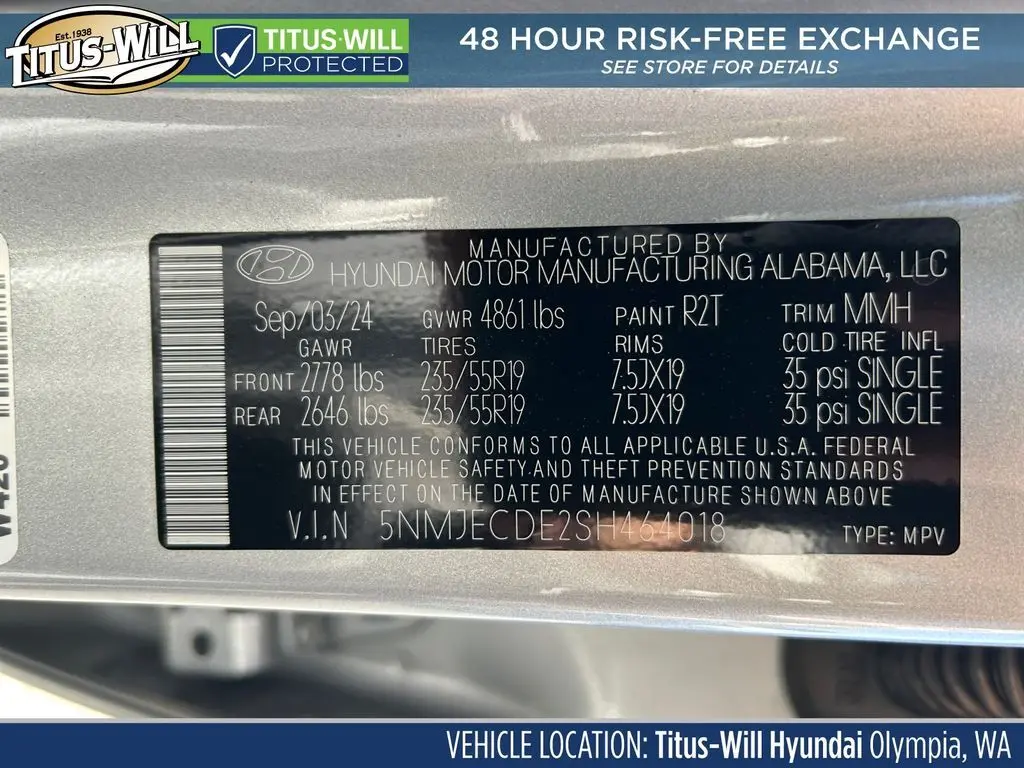 Est. 1938
TITUS-WILL
TITUS-WILL
PROTECTED
48 HOUR RISK-FREE EXCHANGE
SEE STORE FOR DETAILS
MANUFACTURED BY
HYUNDAI MOTOR MANUFACTURING ALABAMA, LLC
Sep/03/24 GVWR 4861 lbs PAINT R2T TRIM MMH
GAWR TIRES RIMS COLD TIRE INFL
FRONT 2778 lbs 235/55R19 7.5JX19 35 psi SINGLE
REAR 2646 lbs 235/55R19 7.5JX19 35 psi SINGLE
THIS VEHICLE CONFORMS TO ALL APPLICABLE U.S.A. FEDERAL
MOTOR VEHICLE SAFETY AND THEFT PREVENTION STANDARDS
IN EFFECT ON THE DATE OF MANUFACTURE SHOWN ABOVE
V.I.N 5NMJECDE2SH464018 TYPE: MPV
VEHICLE LOCATION: Titus-Will Hyundai Olympia, WA